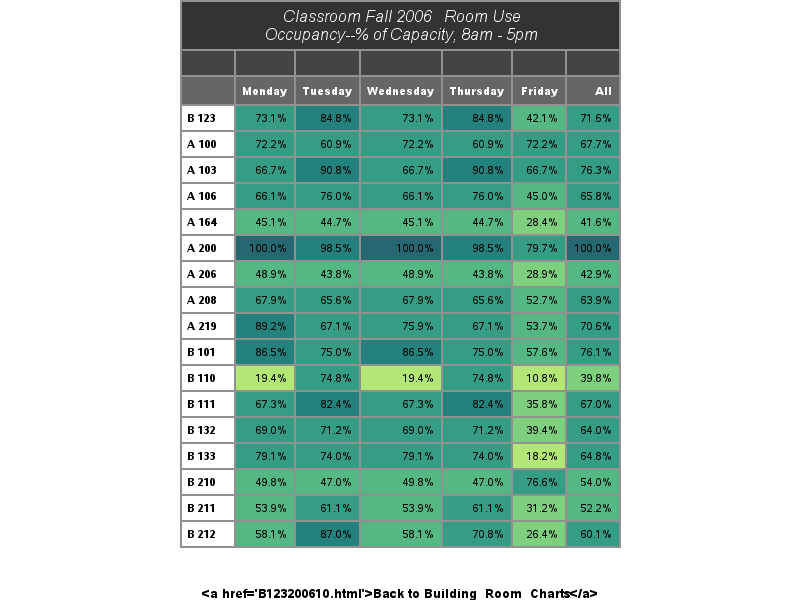 Classroom Fall 2006 Room Use
Occupancy--% of Capacity, 8am - 5pm
Monday Tuesday Wednesday Thursday Friday All
B 123 73.1% 84.8% 73.1% 84.8% 42.1% 71.6%
A 100 72.2% 60.9% 72.2% 60.9% 72.2% 67.7%
A 103 66.7% 90.8% 66.7% 90.8% 66.7% 76.3%
A 106 66.1% 76.0% 66.1% 76.0% 45.0% 65.8%
A 164 45.1% 44.7% 45.1% 44.7% 28.4% 41.6%
A 200 100.0% 98.5% 100.0% 98.5% 79.7% 100.0%
A 206 48.9% 43.8% 48.9% 43.8% 28.9% 42.9%
A 208 67.9% 65.6% 67.9% 65.6% 52.7% 63.9%
A 219 89.2% 67.1% 75.9% 67.1% 53.7% 70.6%
B 101 86.5% 75.0% 86.5% 75.0% 57.6% 76.1%
B 110 19.4% 74.8% 19.4% 74.8% 10.8% 39.8%
B 111 67.3% 82.4% 67.3% 82.4% 35.8% 67.0%
B 132 69.0% 71.2% 69.0% 71.2% 39.4% 64.0%
B 133 79.1% 74.0% 79.1% 74.0% 18.2% 64.8%
B 210 49.8% 47.0% 49.8% 47.0% 76.6% 54.0%
B 211 53.9% 61.1% 53.9% 61.1% 31.2% 52.2%
B 212 58.1% 87.0% 58.1% 70.8% 26.4% 60.1%
<a href='B123200610.html'>Back to Building Room Charts</a>